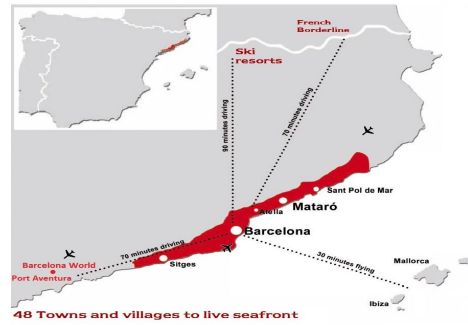 French
Borderline
Ski
resorts
90 minutes driving
70 minutes driving
Sant Pol de Mar
Mataró
Alella
Barcelona
70 minutes driving
30 minutes flying
Barcelona World
Port Aventura
Sitges
Mallorca
Ibiza
48 Towns and villages to live seafront